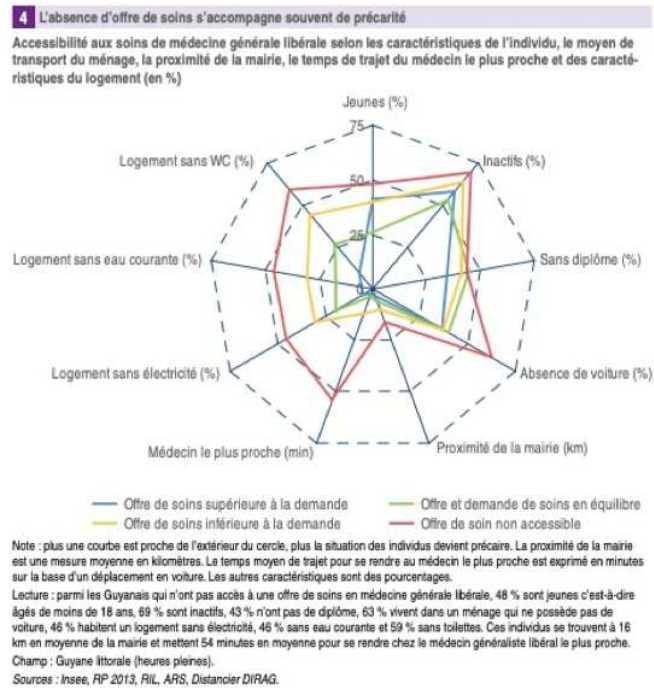 4 L'absence d'offre de soins s'accompagne souvent de précarité
Accessibilité aux soins de médecine générale libérale selon les caractéristiques de l'individu, le moyen de
transport du ménage, la proximité de la mairie, le temps de trajet du médecin le plus proche et des caracté-
ristiques du logement (en %)
Jeunes (%)
75
Logement sans WC (%)
Inactifs (%)
50
25
Logement sans eau courante (%)
Sans diplôme (%)
0
Logement sans électricité (%)
Absence de voiture (%)
Médecin le plus proche (min)
Proximité de la mairie (km)
Offre de soins supérieure à la demande
Offre et demande de soins en équilibre
Offre de soins inférieure à la demande
Offre de soin non accessible
Note : plus une courbe est proche de l'extérieur du cercle, plus la situation des individus devient précaire. La proximité de la mairie
est une mesure moyenne en kilomètres. Le temps moyen de trajet pour se rendre au médecin le plus proche est exprimé en minutes
sur la base d'un déplacement en voiture. Les autres caractéristiques sont des pourcentages.
Lecture : parmi les Guyanais qui n'ont pas accès à une offre de soins en médecine générale libérale, 48 % sont jeunes c'est-à-dire
âgés de moins de 18 ans, 69 % sont inactifs, 43 % n'ont pas de diplôme, 63 % vivent dans un ménage qui ne possède pas de
voiture, 46 % habitent un logement sans électricité, 46 % sans eau courante et 59 % sans toilettes. Ces individus se trouvent à 16
km en moyenne de la mairie et mettent 54 minutes en moyenne pour se rendre chez le médecin généraliste libéral le plus proche.
Champ : Guyane littorale (heures pleines).
Sources : Insee, RP 2013, RIL, ARS, Distancier DIRAG.